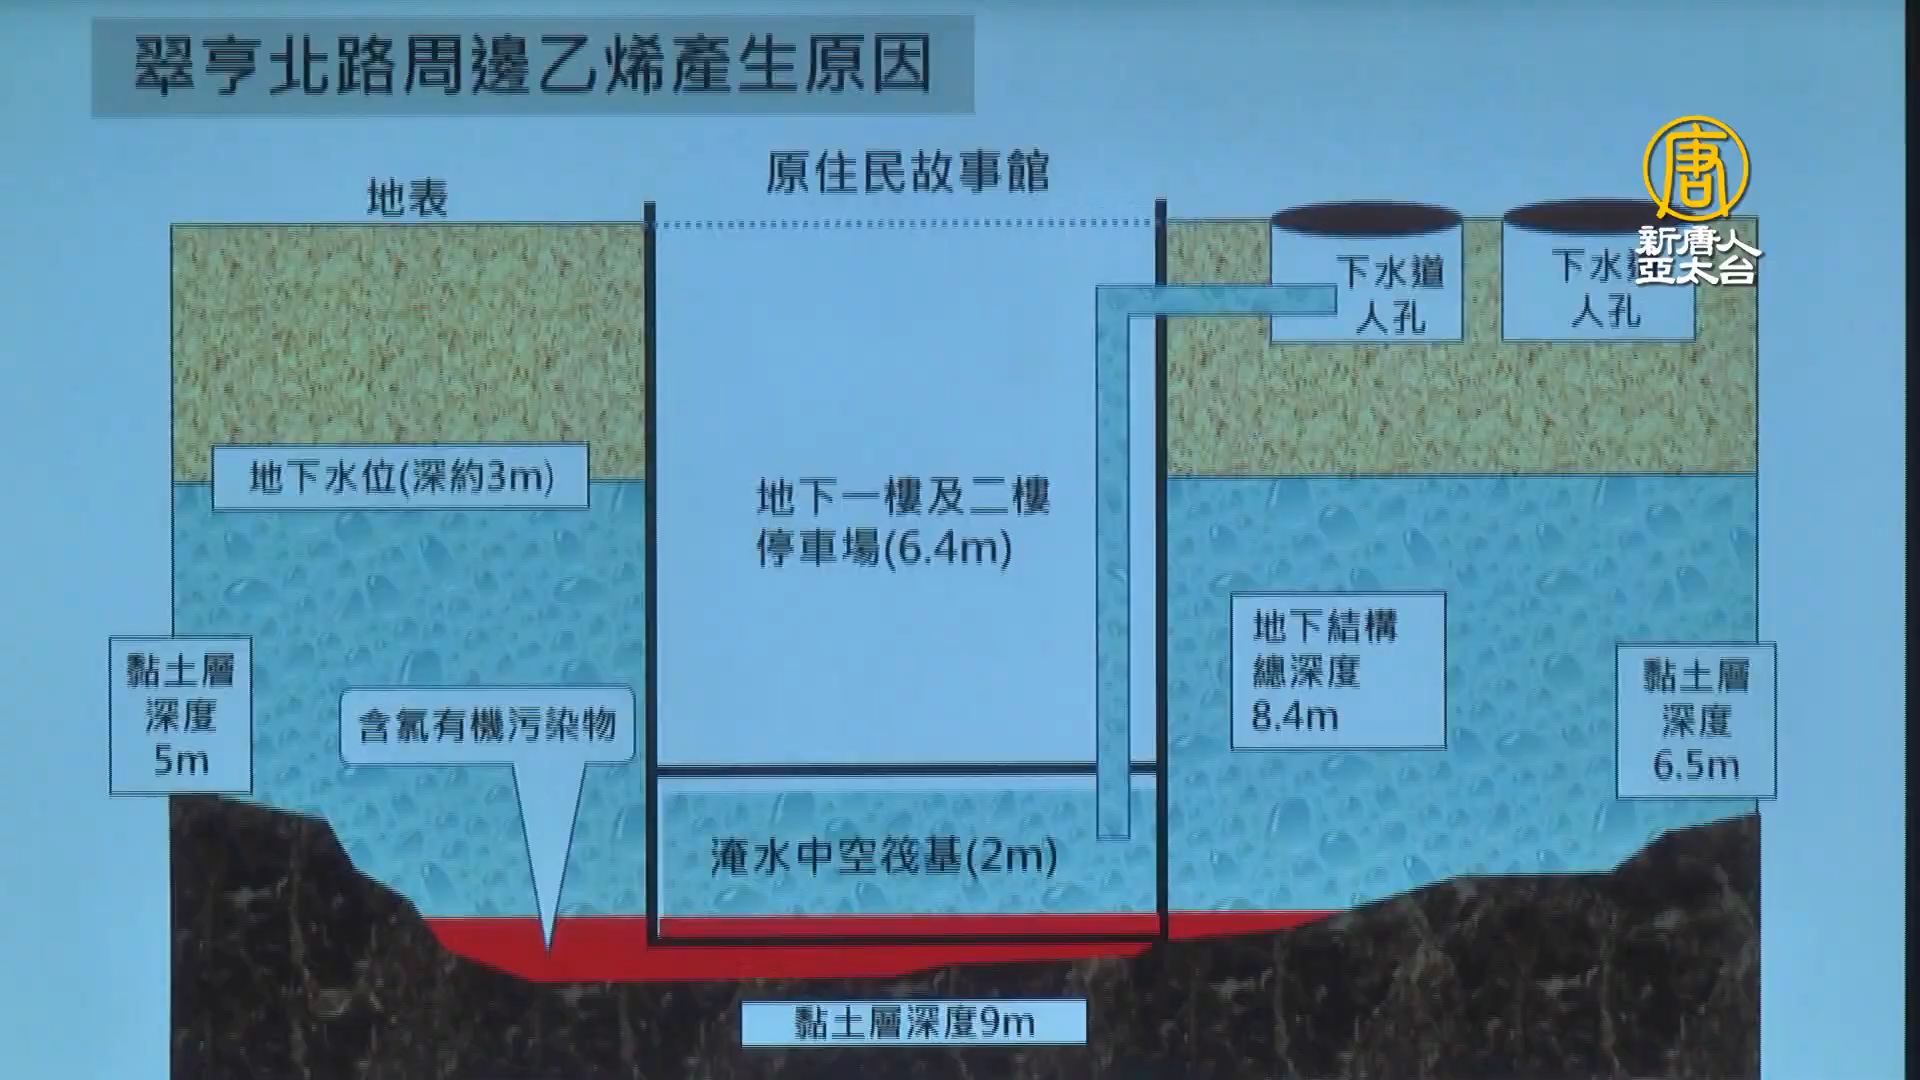 翠亨北路周邊乙烯產生原因
原住民故事館
地表
唐
新唐人
亞太台
下水道
人孔
下水
人孔
地下水位(深約3m)
地下一樓及二樓
停車場(6.4m)
地下結構
總深度
8.4m
黏土層
深度
5m
含氯有機污染物
黏土層
深度
6.5m
淹水中空筏基(2m)
黏土層深度9m